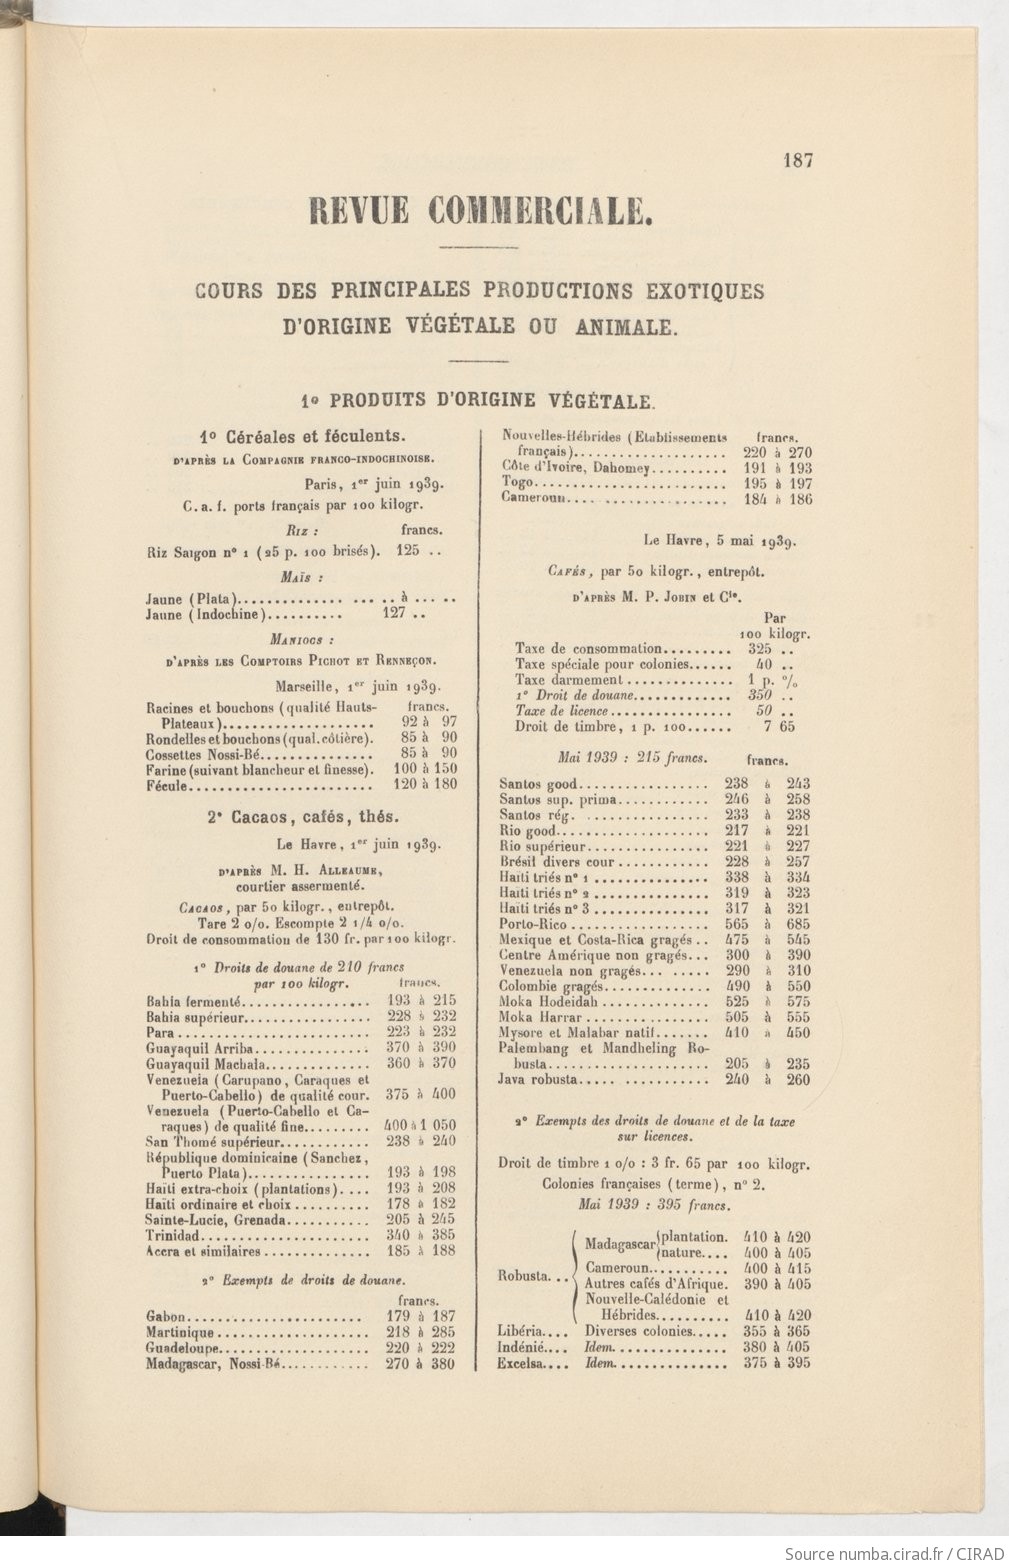 187
REVUE COMMERCIALE.
COURS DES PRINCIPALES PRODUCTIONS EXOTIQUES
D'ORIGINE VÉGÉTALE OU ANIMALE.
1º PRODUITS D'ORIGINE VÉGÉTALE.
1º Céréales et féculents.
D'APRÈS LA COMPAGNIE FRANCO-INDOCHINOISE.
Paris, 1er juin 1939.
C. a. f. ports français par 100 kilogr.
RIZ : francs.
Riz Saïgon nº 1 (25 p. 100 brisés). 125 ..
MAÏS :
Jaune (Plata).............. ... .. à ... ..
Jaune (Indochine).......... 127 ..
MANIOCS :
D'APRÈS LES COMPTOIRS PICHOT ET RENNEÇON.
Marseille, 1er juin 1939.
Racines et bouchons (qualité Hauts- francs.
Plateaux).................... 92 à 97
Rondelles et bouchons (qual. côtière). 85 à 90
Cossettes Nossi-Bé............... 85 à 90
Farine (suivant blancheur et finesse). 100 à 150
Fécule......................... 120 à 180
2º Cacaos, cafés, thés.
Le Havre, 1er juin 1939.
D'APRÈS M. H. ALLEAUME,
courtier assermenté.
CACAOS, par 50 kilogr., entrepôt.
Tare 2 o/o. Escompte 2 1/4 o/o.
Droit de consommation de 130 fr. par 100 kilogr.
1º Droits de douane de 210 francs
par 100 kilogr. francs.
Bahia fermenté................. 193 à 215
Bahia supérieur................. 228 à 232
Para.......................... 223 à 232
Guayaquil Arriba............... 370 à 390
Guayaquil Machala.............. 360 à 370
Venezuela (Carupano, Caraques et
Puerto-Cabello) de qualité cour. 375 à 400
Venezuela (Puerto-Cabello et Ca-
raques) de qualité fine......... 400 à 1 050
San Thomé supérieur............ 238 à 240
République dominicaine (Sanchez,
Puerto Plata)................ 193 à 198
Haïti extra-choix (plantations).... 193 à 208
Haïti ordinaire et choix.......... 178 à 182
Sainte-Lucie, Grenada........... 205 à 245
Trinidad....................... 340 à 385
Accra et similaires.............. 185 à 188
2º Exempts de droits de douane.
francs.
Gabon........................ 179 à 187
Martinique.................... 218 à 285
Guadeloupe.................... 220 à 222
Madagascar, Nossi-Bé............ 270 à 380
Nouvelles-Hébrides (Etablissements francs.
français).................... 220 à 270
Côte d'Ivoire, Dahomey.......... 191 à 193
Togo.......................... 195 à 197
Cameroun.... ................. 184 à 186
Le Havre, 5 mai 1939.
CAFÉS, par 50 kilogr., entrepôt.
D'APRÈS M. P. JOBIN et Cie.
Par
100 kilogr.
Taxe de consommation......... 325 ..
Taxe spéciale pour colonies...... 40 ..
Taxe darmement.............. 1 p. %
1º Droit de douane............. 350 ..
Taxe de licence................ 50 ..
Droit de timbre, 1 p. 100...... 7 65
Mai 1939 : 215 francs. francs.
Santos good................. 238 à 243
Santos sup. prima............ 246 à 258
Santos rég. ................ 233 à 238
Rio good.................... 217 à 221
Rio supérieur................ 221 à 227
Brésil divers cour............ 228 à 257
Haïti triés nº 1 ............... 338 à 334
Haïti triés nº 2 ............... 319 à 323
Haïti triés nº 3 ............... 317 à 321
Porto-Rico .................. 565 à 685
Mexique et Costa-Rica gragés.. 475 à 545
Centre Amérique non gragés... 300 à 390
Venezuela non gragés... ..... 290 à 310
Colombie gragés.............. 490 à 550
Moka Hodeidah .............. 525 à 575
Moka Harrar ................ 505 à 555
Mysore et Malabar natif....... 410 à 450
Palembang et Mandheling Ro-
busta..................... 205 à 235
Java robusta..... ........... 240 à 260
2º Exempts des droits de douane et de la taxe
sur licences.
Droit de timbre 1 o/o : 3 fr. 65 par 100 kilogr.
Colonies françaises (terme), nº 2.
Mai 1939 : 395 francs.
Robusta... Madagascar plantation. 410 à 420
nature.... 400 à 405
Cameroun.......... 400 à 415
Autres cafés d'Afrique. 390 à 405
Nouvelle-Calédonie et
Hébrides.......... 410 à 420
Libéria.... Diverses colonies..... 355 à 365
Indénié.... Idem............... 380 à 405
Excelsa.... Idem............... 375 à 395
Source numba.cirad.fr / CIRAD